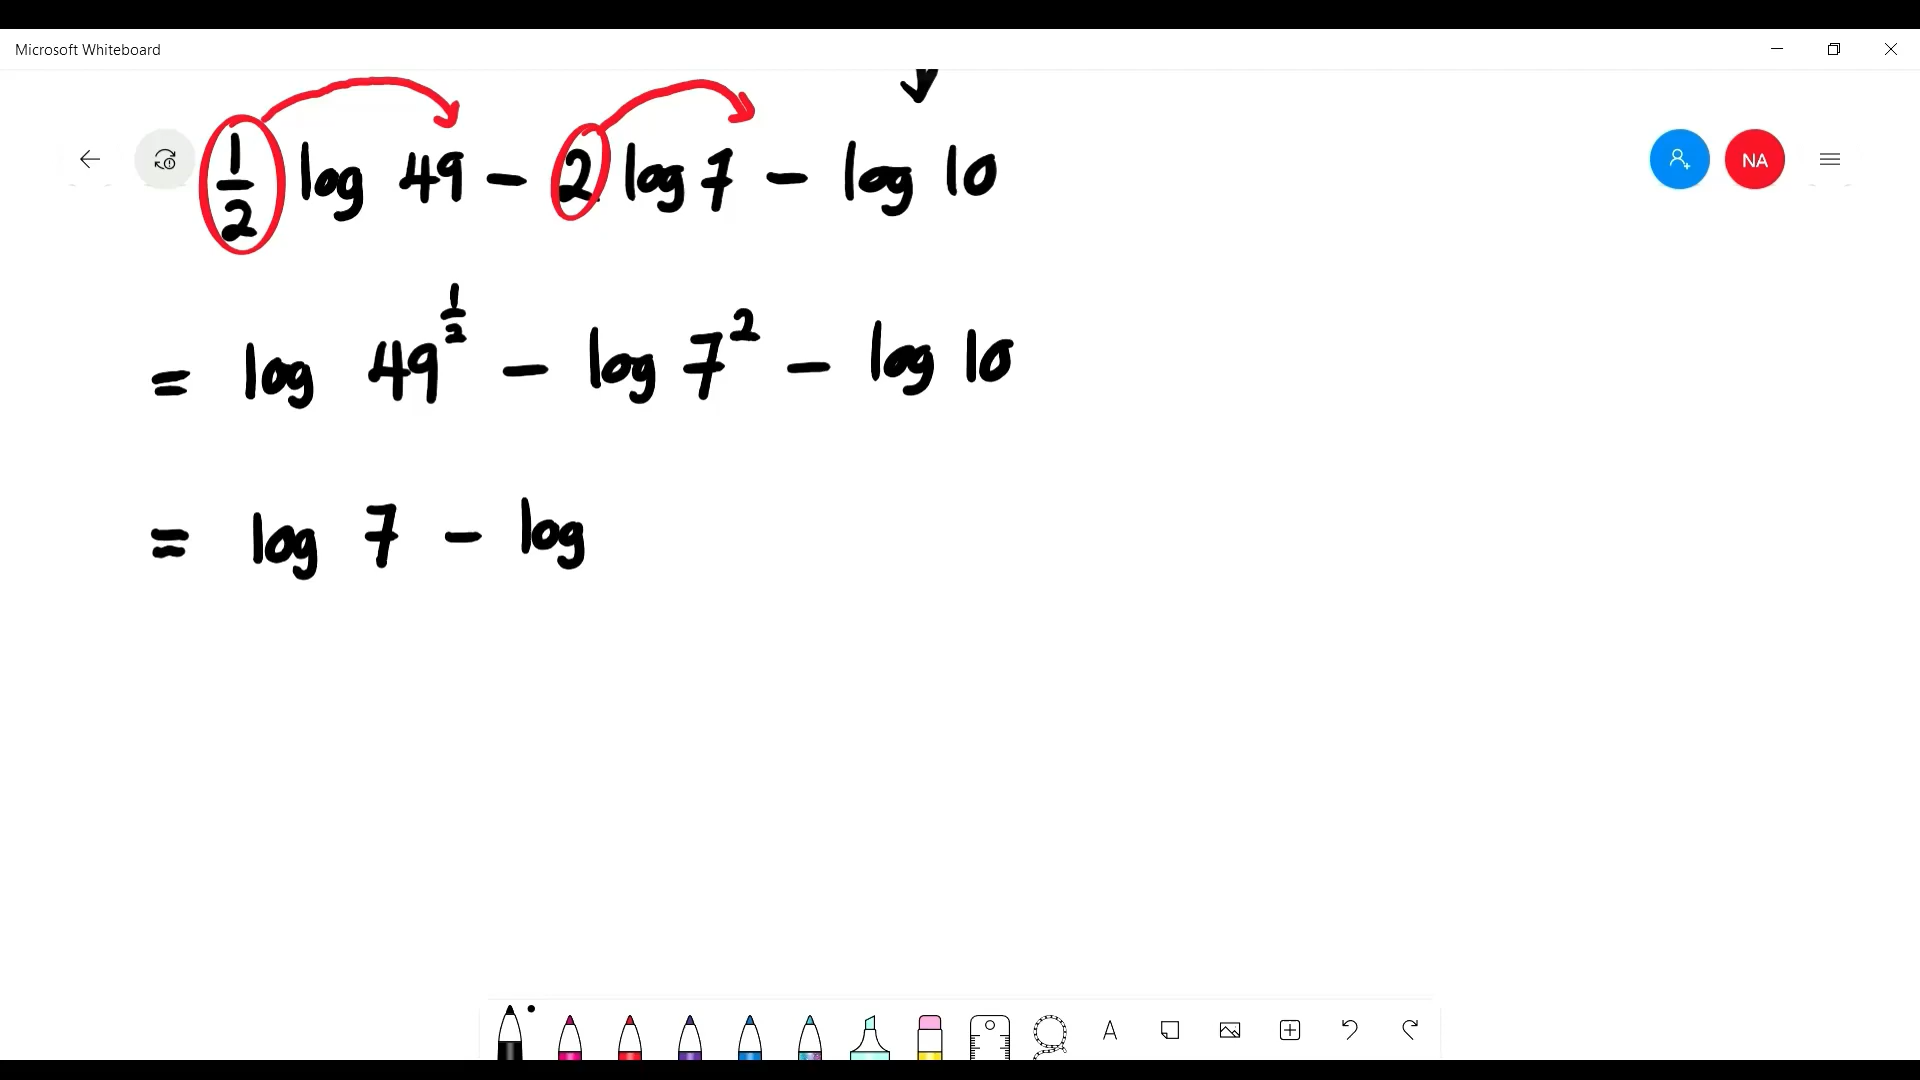 Microsoft Whiteboard
1/2 log 49 - 2 log 7 - log 10
NA
= log 49^(1/2) - log 7^2 - log 10
= log 7 - log
A